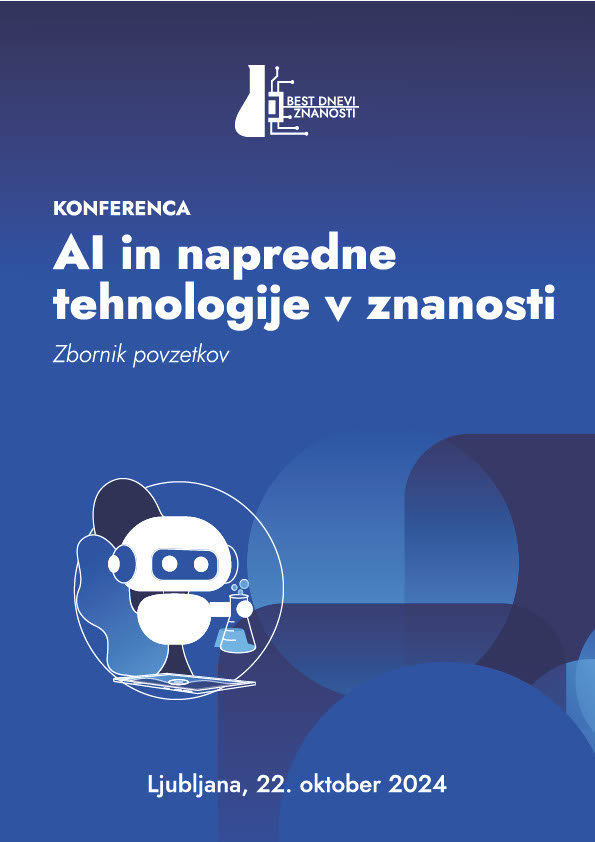 BEST DNEVI
ZNANOSTI
KONFERENCA
AI in napredne
tehnologije v znanosti
Zbornik povzetkov
Ljubljana, 22. oktober 2024